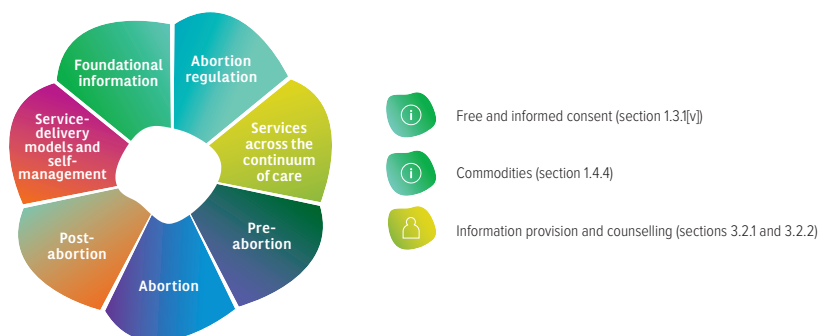 Foundational
information
Abortion
regulation
Services
across the
continuum
of care
Pre-
abortion
Abortion
Post-
abortion
Service-
delivery
models and
self-
management
Free and informed consent (section 1.3.1[v])
Commodities (section 1.4.4)
Information provision and counselling (sections 3.2.1 and 3.2.2)